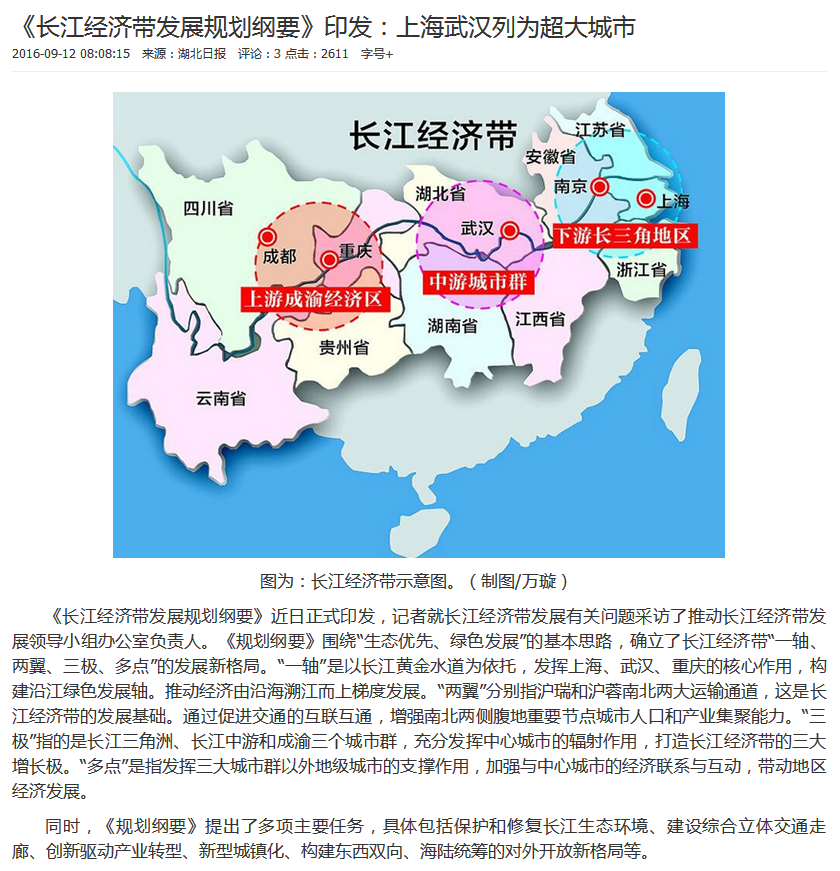 《长江经济带发展规划纲要》印发：上海武汉列为超大城市
2016-09-12 08:08:15 来源：湖北日报 评论：3 点击：2611 字号+
长江经济带
江苏省
安徽省
南京
上海
下游长三角地区
浙江省
湖北省
武汉
中游城市群
四川省
成都
重庆
上游成渝经济区
湖南省
江西省
贵州省
云南省
图为：长江经济带示意图。（制图/万璇）
《长江经济带发展规划纲要》近日正式印发，记者就长江经济带发展有关问题采访了推动长江经济带发
展领导小组办公室负责人。《规划纲要》围绕“生态优先、绿色发展”的基本思路，确立了长江经济带“一轴、
两翼、三极、多点”的发展新格局。“一轴”是以长江黄金水道为依托，发挥上海、武汉、重庆的核心作用，构
建沿江绿色发展轴。推动经济由沿海溯江而上梯度发展。“两翼”分别指沪瑞和沪蓉南北两大运输通道，这是长
江经济带的发展基础。通过促进交通的互联互通，增强南北两侧腹地重要节点城市人口和产业集聚能力。“三
极”指的是长江三角洲、长江中游和成渝三个城市群，充分发挥中心城市的辐射作用，打造长江经济带的三大
增长极。“多点”是指发挥三大城市群以外地级城市的支撑作用，加强与中心城市的经济联系与互动，带动地区
经济发展。
同时，《规划纲要》提出了多项主要任务，具体包括保护和修复长江生态环境、建设综合立体交通走
廊、创新驱动产业转型、新型城镇化、构建东西双向、海陆统筹的对外开放新格局等。